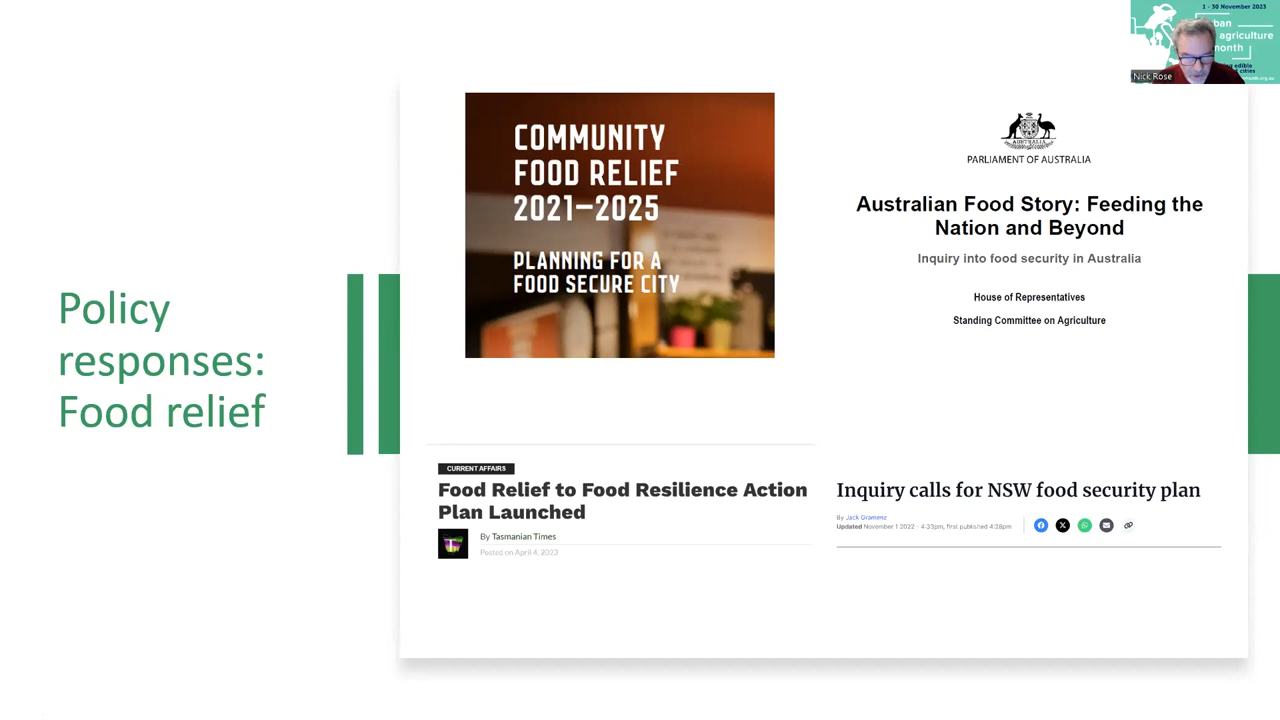 Policy
responses:
Food relief
COMMUNITY
FOOD RELIEF
2021–2025
PLANNING FOR A
FOOD SECURE CITY
AUSTRALIA
PARLIAMENT OF AUSTRALIA
Australian Food Story: Feeding the
Nation and Beyond
Inquiry into food security in Australia
House of Representatives
Standing Committee on Agriculture
CURRENT AFFAIRS
Food Relief to Food Resilience Action
Plan Launched
By Tasmanian Times
Posted on April 4, 2023
Inquiry calls for NSW food security plan
By Jack Gramenz
Updated November 1 2022 - 4:33pm, first published 4:28pm
1 - 30 November 2023
ban
agriculture
month
edible
cities
Nick Rose